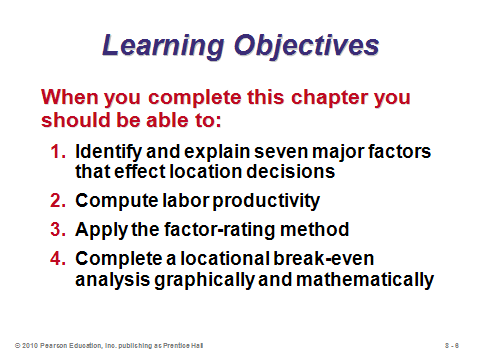 Learning Objectives
When you complete this chapter you
should be able to:
1. Identify and explain seven major factors
that effect location decisions
2. Compute labor productivity
3. Apply the factor-rating method
4. Complete a locational break-even
analysis graphically and mathematically
© 2010 Pearson Education, Inc. publishing as Prentice Hall
8 - 6